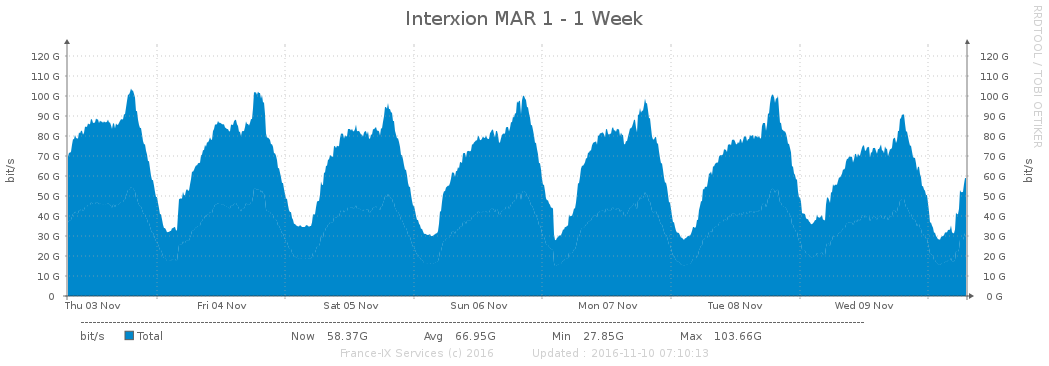 Interxion MAR 1 - 1 Week
RRDTOOL / TOBI OETIKER
bit/s
120 G
110 G
100 G
90 G
80 G
70 G
60 G
50 G
40 G
30 G
20 G
10 G
0
120 G
110 G
100 G
90 G
80 G
70 G
60 G
50 G
40 G
30 G
20 G
10 G
0 G
bit/s
Thu 03 Nov Fri 04 Nov Sat 05 Nov Sun 06 Nov Mon 07 Nov Tue 08 Nov Wed 09 Nov
bit/s Total Now 58.37G Avg 66.95G Min 27.85G Max 103.66G
France-IX Services (c) 2016 Updated : 2016-11-10 07:10:13